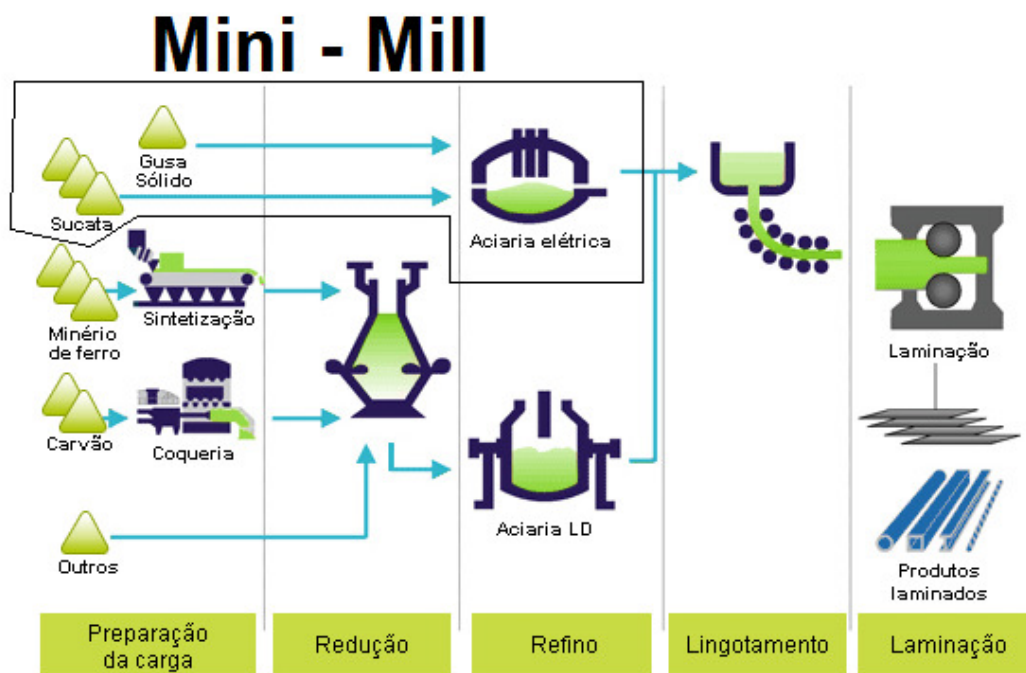 Mini - Mill
Gusa
Sólido
Sucata
Aciaria elétrica
Minério
de ferro
Sintetização
Laminação
Carvão
Coqueria
Aciaria LD
Outros
Produtos
laminados
Preparação
da carga
Redução
Refino
Lingotamento
Laminação